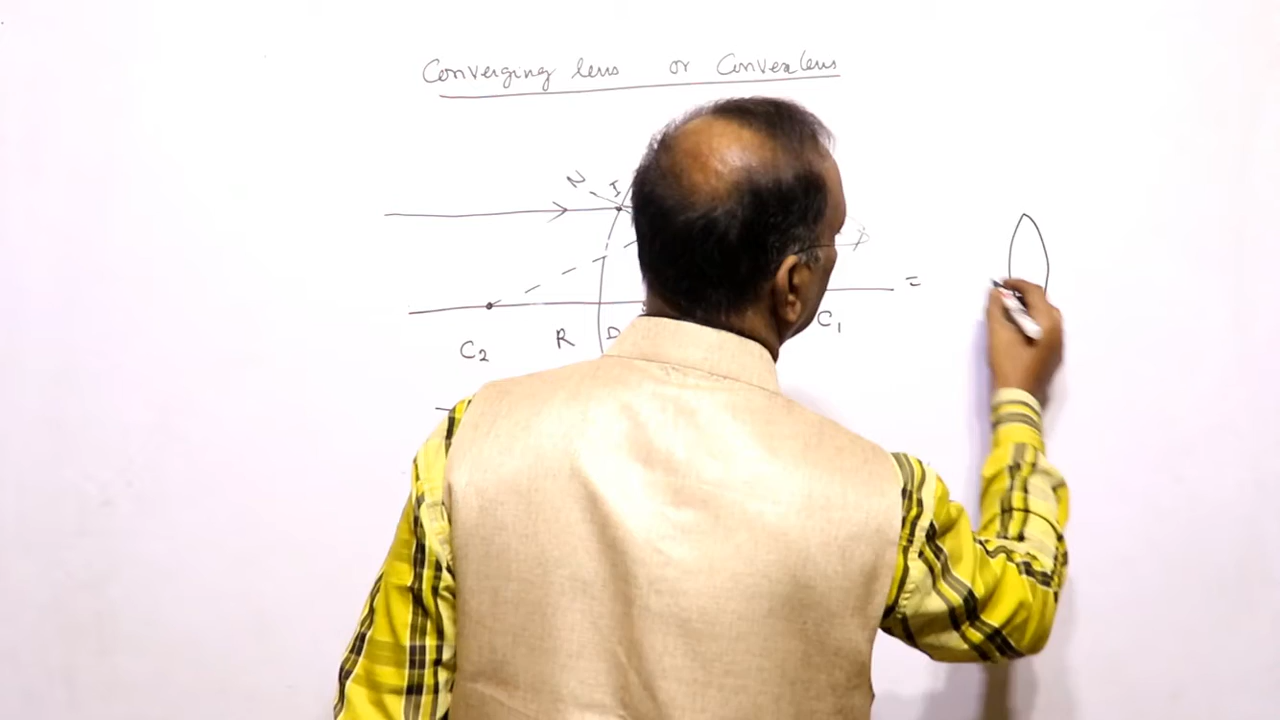 Converging lens or Convex lens
N I
=
C₂ R C₁